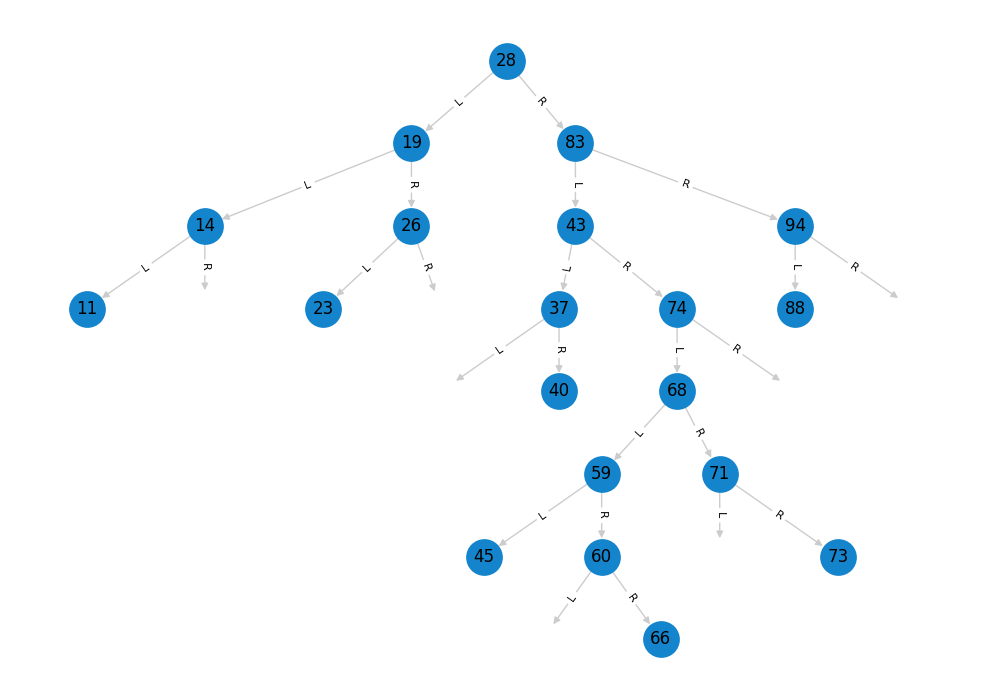 28
L R
19 83
L R L R
14 26 43 94
L R L R L R L R
11 23 37 74 88
L R L R
40 68
L R
59 71
L R L R
45 60 73
L R
66